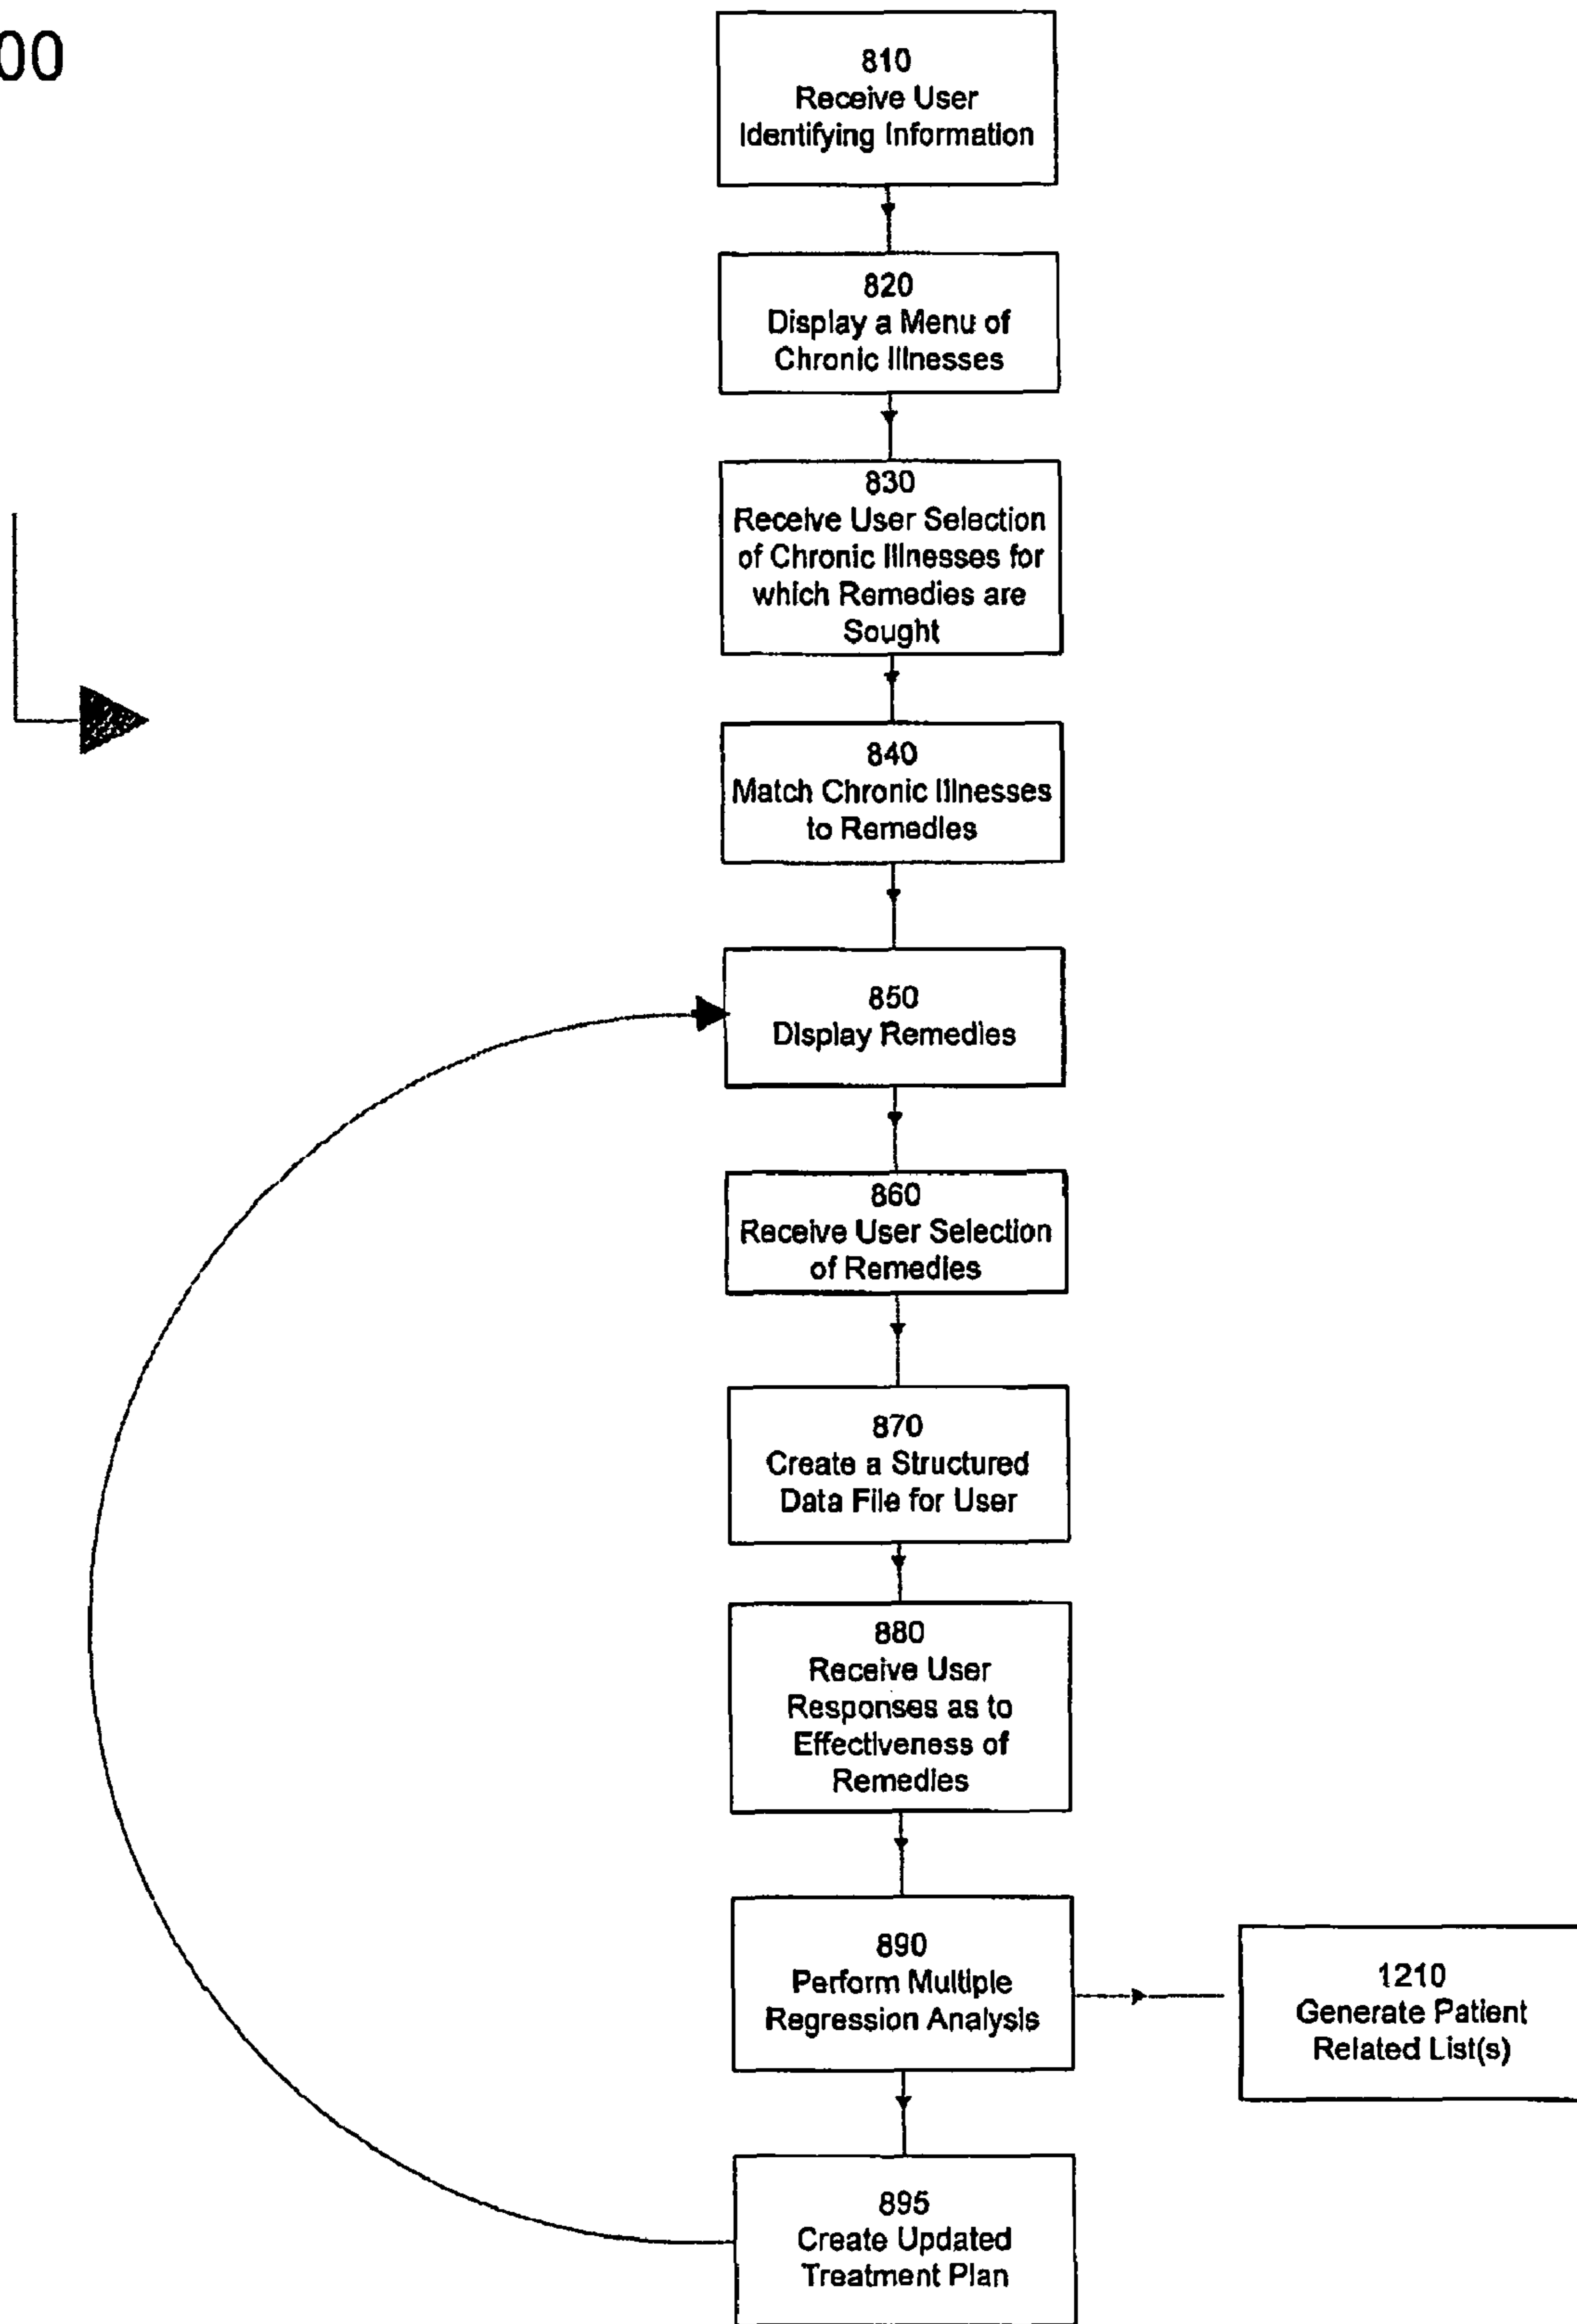 00
810
Receive User
Identifying Information
820
Display a Menu of
Chronic Illnesses
830
Receive User Selection
of Chronic Illnesses for
which Remedies are
Sought
840
Match Chronic Illnesses
to Remedies
850
Display Remedies
860
Receive User Selection
of Remedies
870
Create a Structured
Data File for User
880
Receive User
Responses as to
Effectiveness of
Remedies
890
Perform Multiple
Regression Analysis
1210
Generate Patient
Related List(s)
895
Create Updated
Treatment Plan